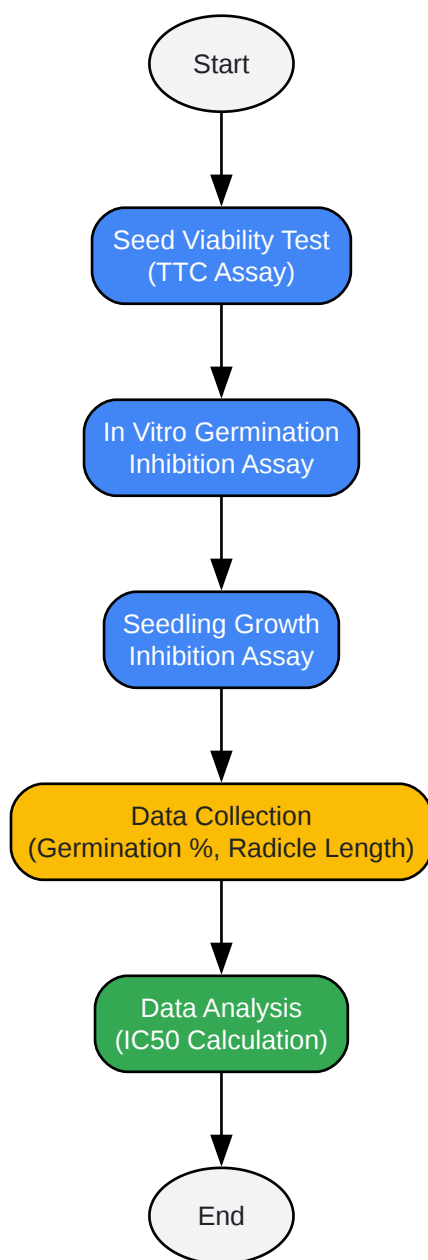 Start
Seed Viability Test
(TTC Assay)
In Vitro Germination
Inhibition Assay
Seedling Growth
Inhibition Assay
Data Collection
(Germination %, Radicle Length)
Data Analysis
(IC50 Calculation)
End